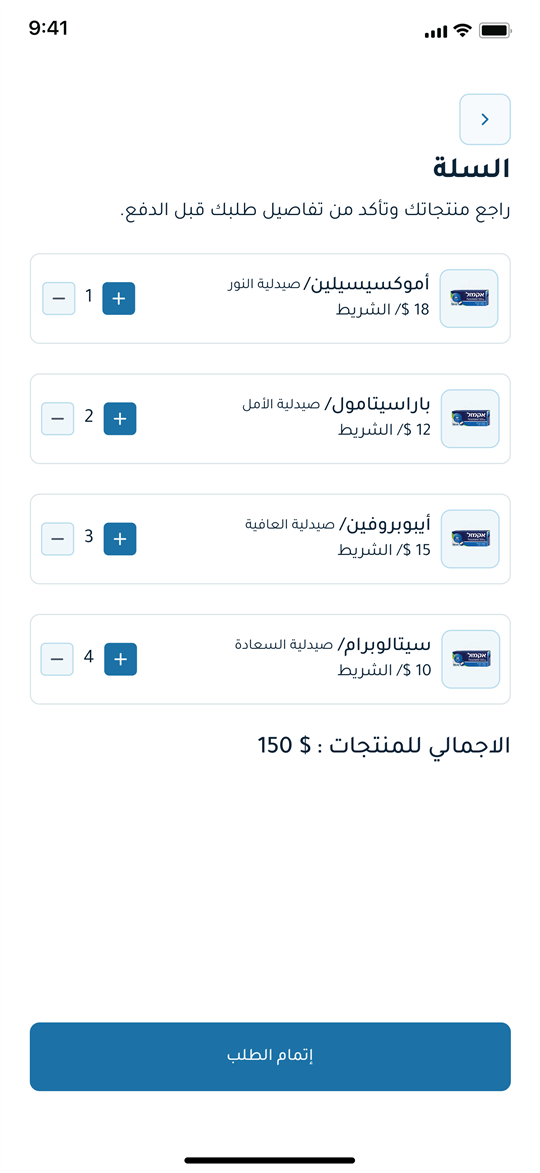 9:41
السلة
راجع منتجاتك وتأكد من تفاصيل طلبك قبل الدفع.
أموكسيسيلين/ صيدلية النور
18 $/ الشريط
1
باراسيتامول/ صيدلية الأمل
12 $/ الشريط
2
أيبوبروفين/ صيدلية العافية
15 $/ الشريط
3
سيتالوبرام/ صيدلية السعادة
10 $/ الشريط
4
الاجمالي للمنتجات : $ 150
إتمام الطلب